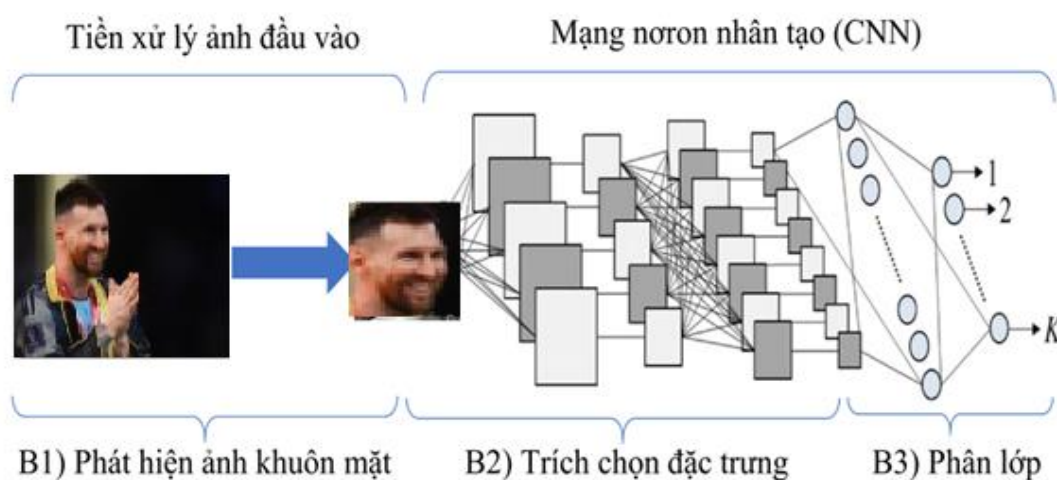 Tiền xử lý ảnh đầu vào
Mạng nơron nhân tạo (CNN)
1
2
K
B1) Phát hiện ảnh khuôn mặt
B2) Trích chọn đặc trưng
B3) Phân lớp